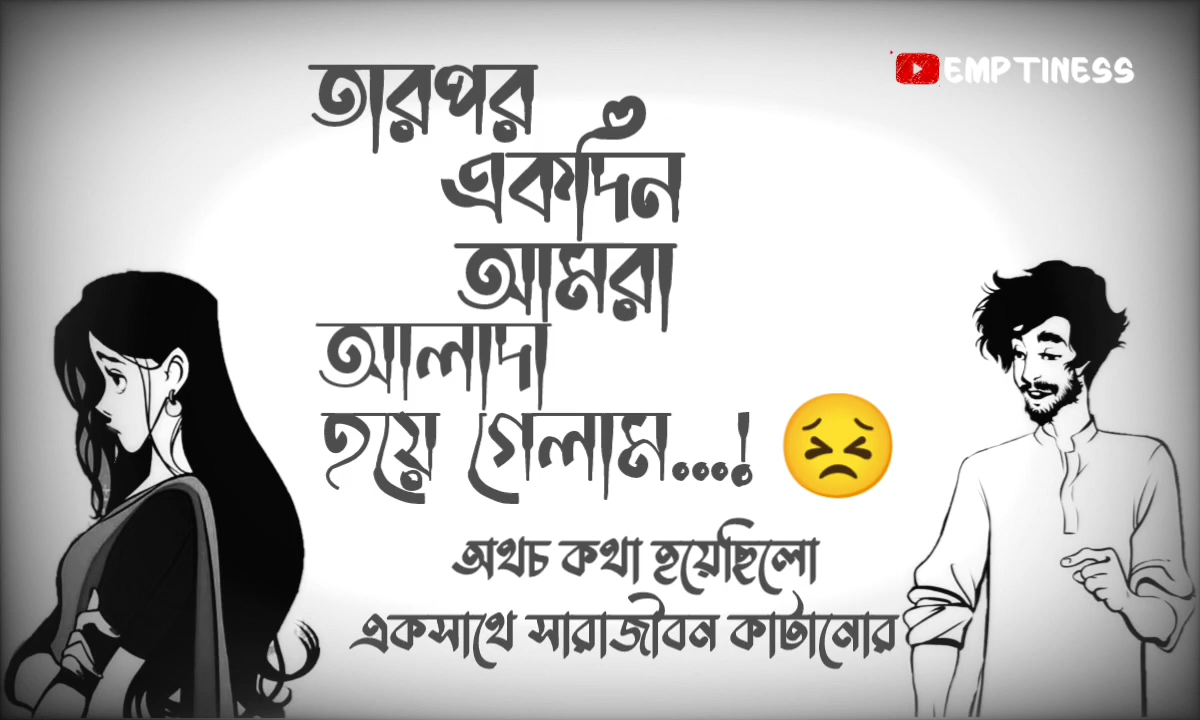 EMPTINESS
তারপর
একদিন
আমরা
আলাদা
হয়ে গেলাম...!
অথচ কথা হয়েছিলো
একসাথে সারাজীবন কাটানোর